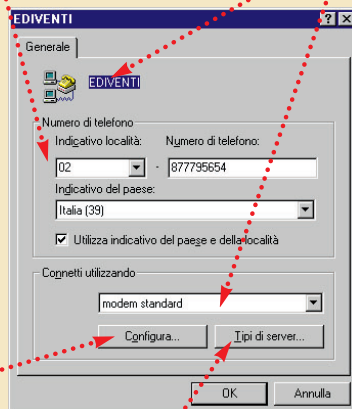 EDIVENTI
Generale
EDIVENTI
Numero di telefono
Indicativo località: Numero di telefono:
02 - 877795654
Indicativo del paese:
Italia (39)
Utilizza indicativo del paese e della località
Connetti utilizzando
modem standard
Configura... Tipi di server...
OK Annulla